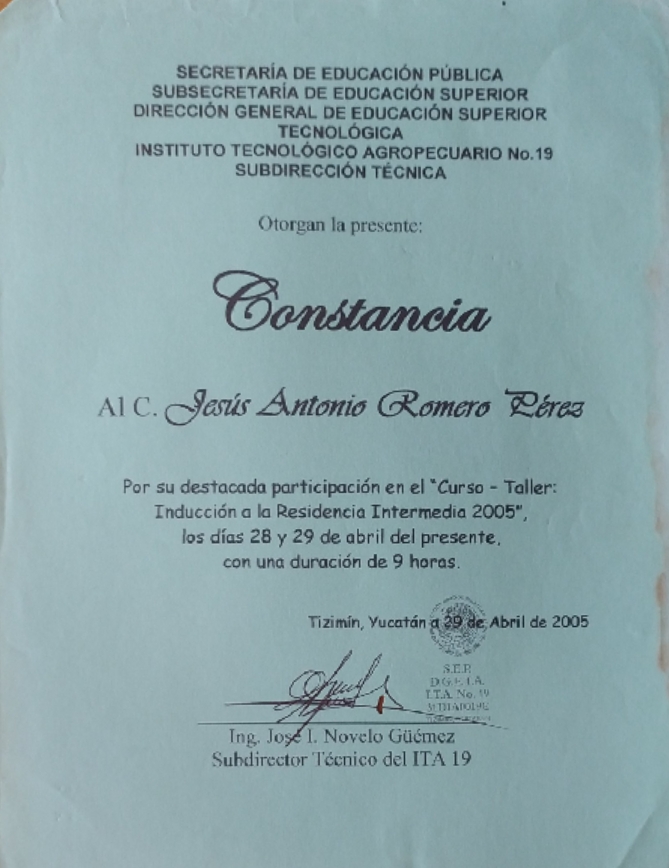 SECRETARÍA DE EDUCACIÓN PÚBLICA
SUBSECRETARÍA DE EDUCACIÓN SUPERIOR
DIRECCIÓN GENERAL DE EDUCACIÓN SUPERIOR
TECNOLÓGICA
INSTITUTO TECNOLÓGICO AGROPECUARIO No.19
SUBDIRECCIÓN TÉCNICA
Otorgan la presente:
Constancia
Al C. Jesús Antonio Romero Pérez
Por su destacada participación en el "Curso - Taller:
Inducción a la Residencia Intermedia 2005",
los días 28 y 29 de abril del presente,
con una duración de 9 horas.
Tizimín, Yucatán a 29 de Abril de 2005
S.E.P.
I.T.A. No. 19
Ing. José I. Novelo Güémez
Subdirector Técnico del ITA 19